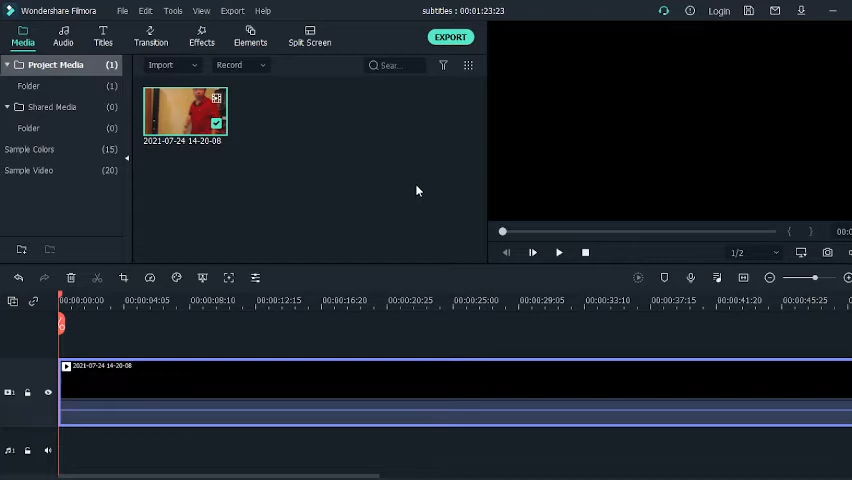 Wondershare Filmora File Edit Tools View Export Help subtitles : 00:01:23:23 Login
Media Audio Titles Transition Effects Elements Split Screen EXPORT
Project Media (1) Import Record Sear...
Folder (1)
Shared Media (0)
Folder (0)
2021-07-24 14-20-08
Sample Colors (15)
Sample Video (20)
1/2
00:00:00:00 00:00:04:05 00:00:08:10 00:00:12:15 00:00:16:20 00:00:20:25 00:00:25:00 00:00:29:05 00:00:33:10 00:00:37:15 00:00:41:20 00:00:45:25
2021-07-24 14-20-08
1
1